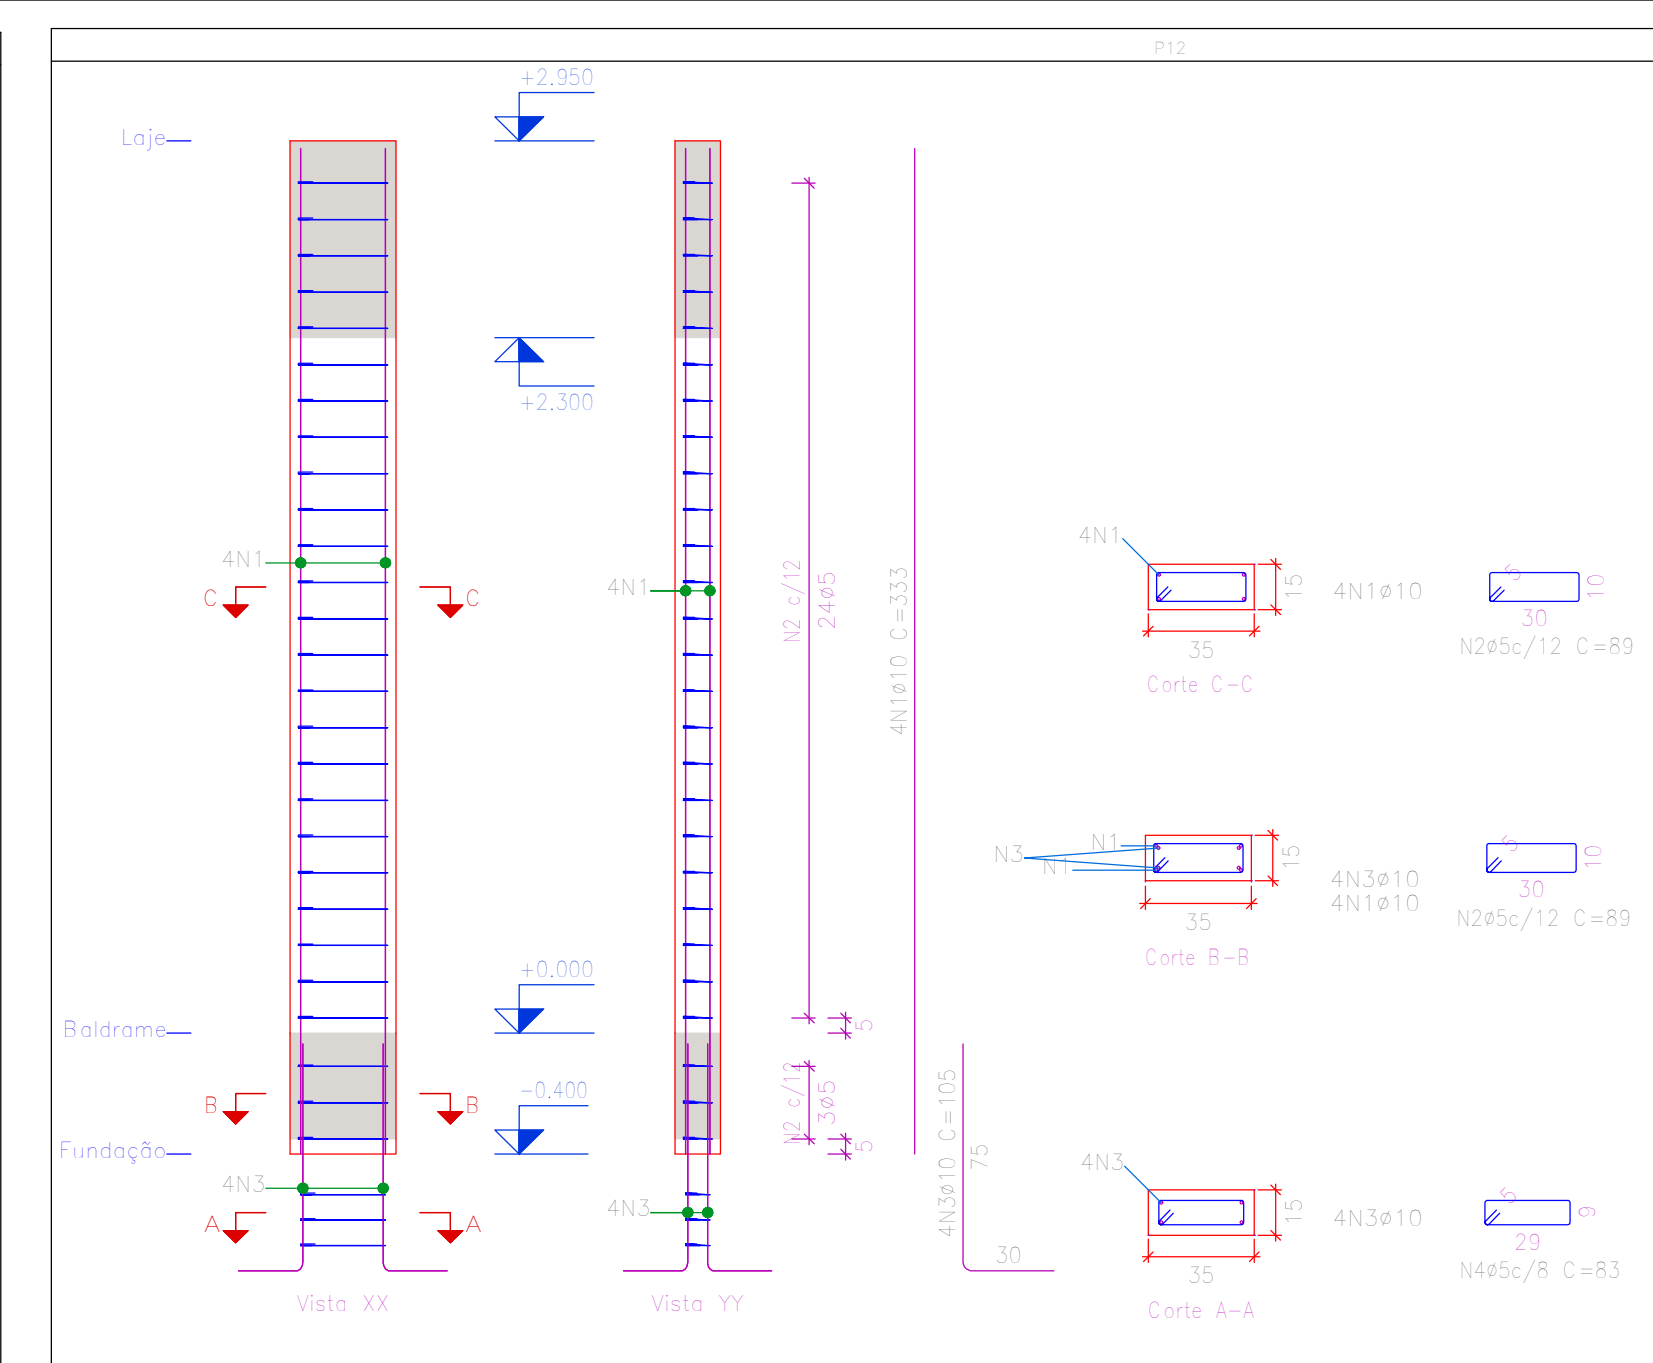 P12
+2.950
Laje
+2.300
4N1
C
C
4N1
N2 c/12
24ø5
4N1ø10 C=333
4N1
15
35
4N1ø10
Corte C-C
5
10
30
N2ø5c/12 C=89
N1
N3
N1
15
35
4N3ø10
4N1ø10
Corte B-B
5
10
30
N2ø5c/12 C=89
+0.000
Baldrame
5
-0.400
B
B
N2 c/12
3ø5
5
Fundação
4N3
A
A
4N3
4N3ø10 C=105
75
30
4N3
15
35
4N3ø10
Corte A-A
5
9
29
N4ø5c/8 C=83
Vista XX
Vista YY